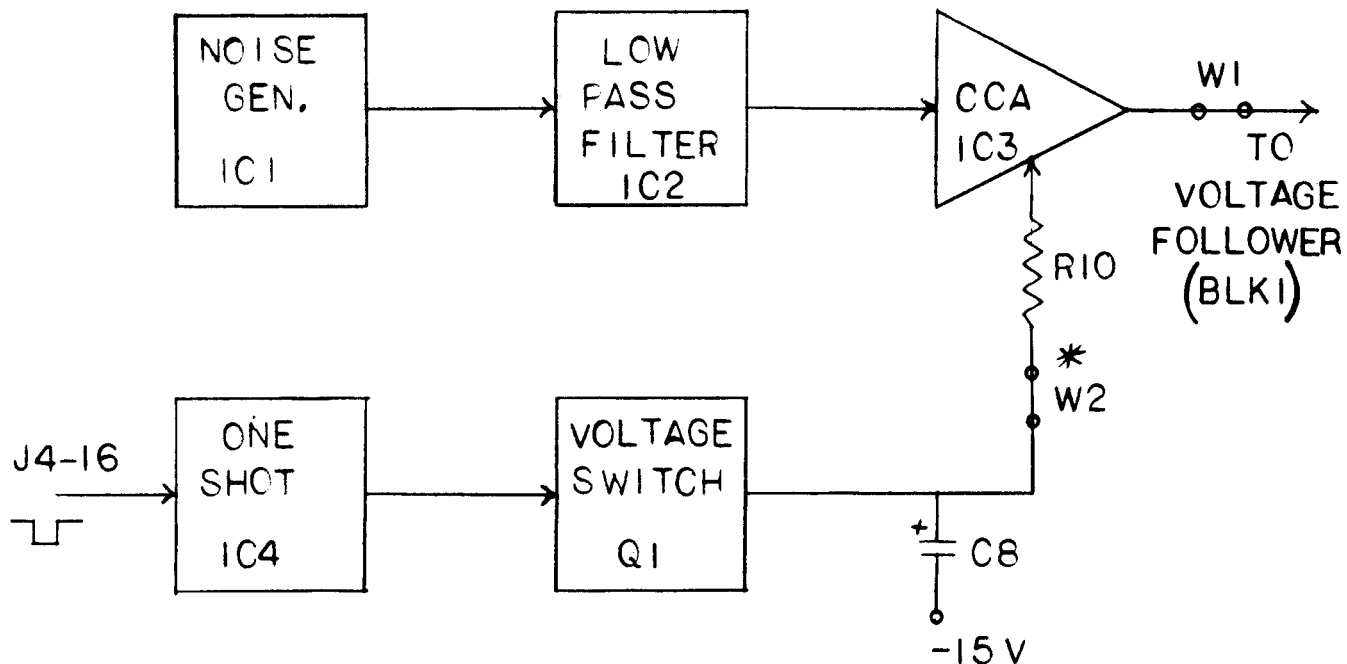 NOISE
GEN.
IC1
LOW
PASS
FILTER
IC2
CCA
IC3
W1
TO
VOLTAGE
FOLLOWER
(BLK1)
R10
*
W2
J4-16
ONE
SHOT
IC4
VOLTAGE
SWITCH
Q1
+
C8
-15V